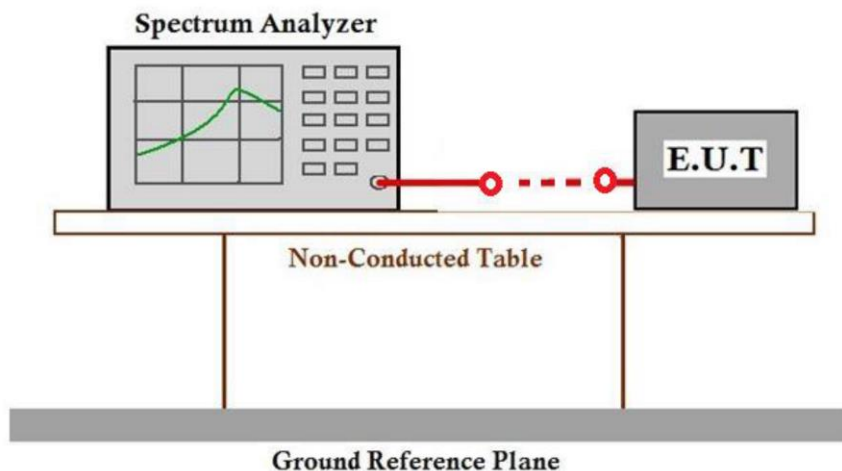 Spectrum Analyzer
E.U.T
Non-Conducted Table
Ground Reference Plane